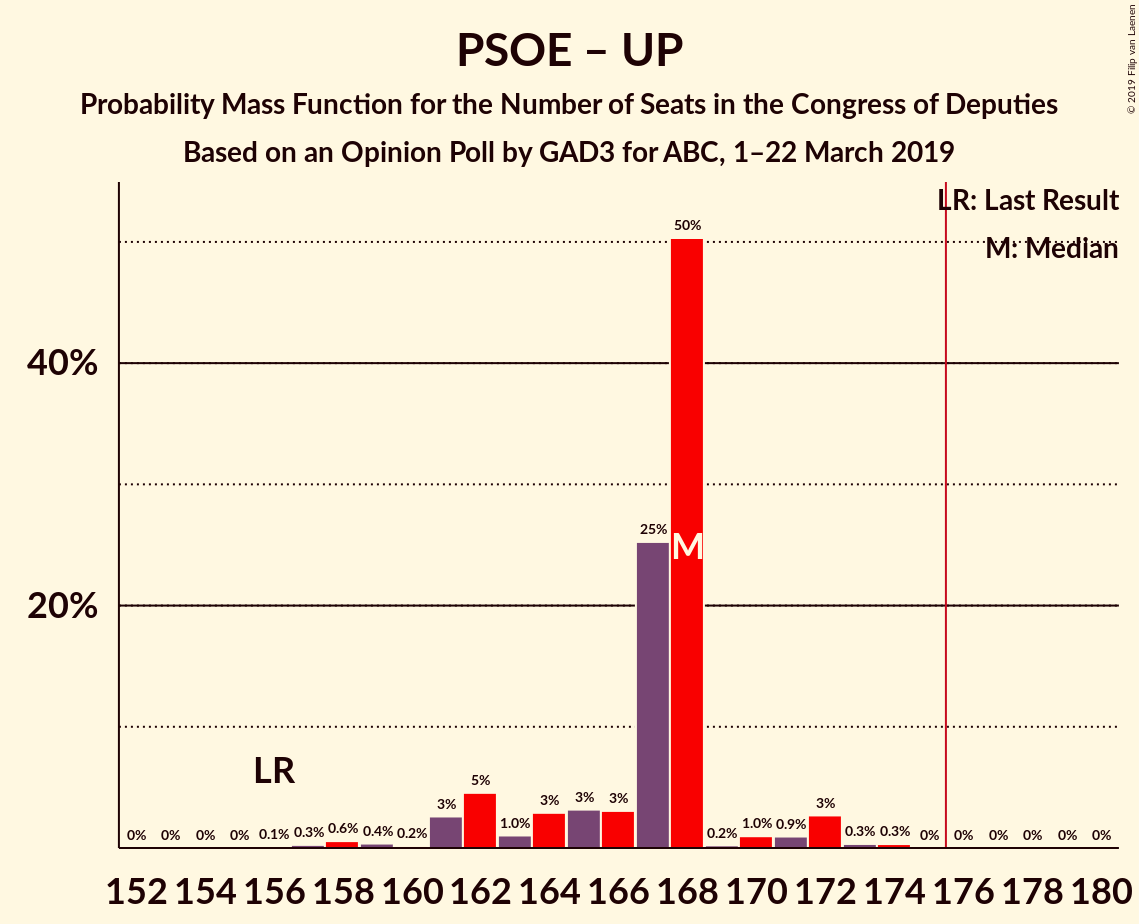 PSOE – UP
Probability Mass Function for the Number of Seats in the Congress of Deputies
Based on an Opinion Poll by GAD3 for ABC, 1–22 March 2019
© 2019 Filip van Laenen
LR: Last Result
M: Median
40%
20%
LR
M
0% 0% 0% 0% 0.1% 0.3% 0.6% 0.4% 0.2% 3% 5% 1.0% 3% 3% 3% 25% 50% 0.2% 1.0% 0.9% 3% 0.3% 0.3% 0% 0% 0% 0% 0% 0%
152 154 156 158 160 162 164 166 168 170 172 174 176 178 180